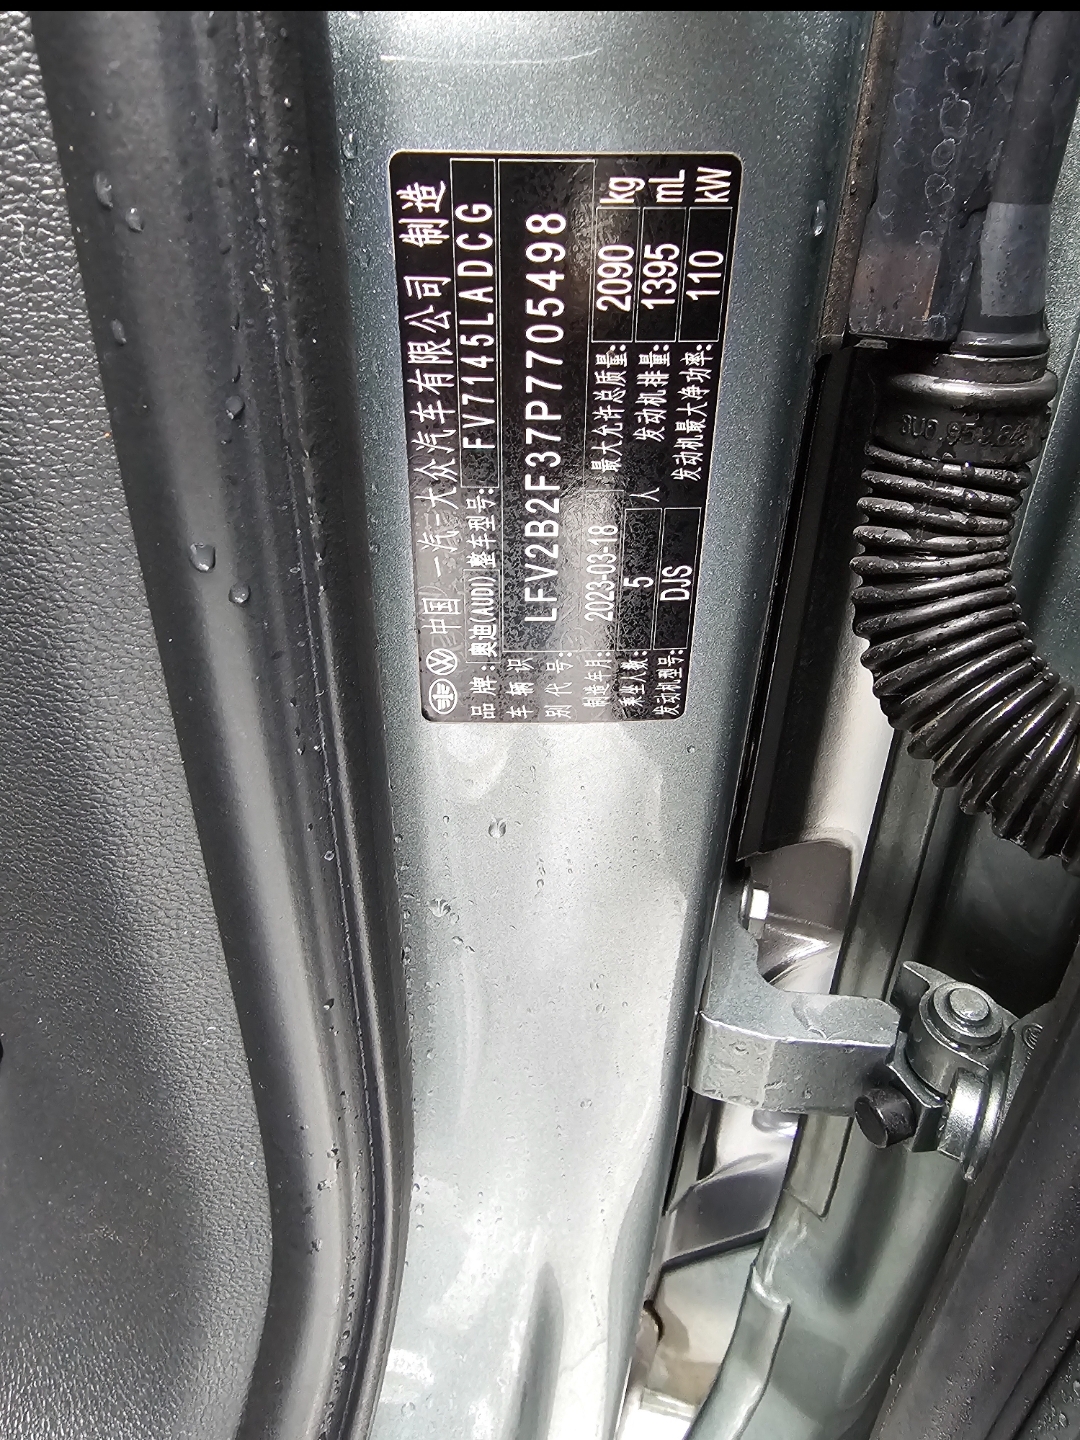 中国 一汽-大众汽车有限公司 制造
品牌:奥迪(AUDI) 整车型号: FV7145LADCG
车辆识
别代号: LFV2B2F37P7705498
制造年月: 2023-03-18 最大允许总质量: 2090 kg
乘坐人数: 5 人 发动机排量: 1395 mL
发动机型号: DJS 发动机最大净功率: 110 kW